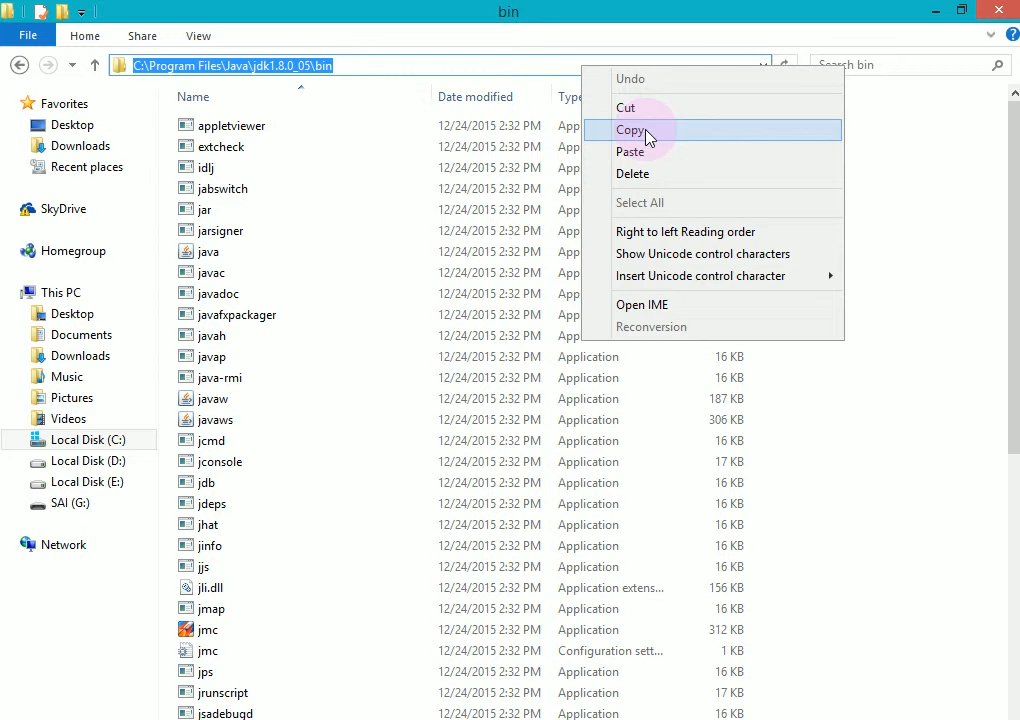 bin
File Home Share View
C:\Program Files\Java\jdk1.8.0_05\bin
Search bin
Undo
Cut
Copy
Paste
Delete
Select All
Right to left Reading order
Show Unicode control characters
Insert Unicode control character
Open IME
Reconversion
Favorites
Desktop
Downloads
Recent places
SkyDrive
Homegroup
This PC
Desktop
Documents
Downloads
Music
Pictures
Videos
Local Disk (C:)
Local Disk (D:)
Local Disk (E:)
SAI (G:)
Network
Name Date modified Type
appletviewer 12/24/2015 2:32 PM App
extcheck 12/24/2015 2:32 PM App
idlj 12/24/2015 2:32 PM App
jabswitch 12/24/2015 2:32 PM App
jar 12/24/2015 2:32 PM App
jarsigner 12/24/2015 2:32 PM App
java 12/24/2015 2:32 PM App
javac 12/24/2015 2:32 PM App
javadoc 12/24/2015 2:32 PM App
javafxpackager 12/24/2015 2:32 PM App
javah 12/24/2015 2:32 PM App
javap 12/24/2015 2:32 PM Application 16 KB
java-rmi 12/24/2015 2:32 PM Application 16 KB
javaw 12/24/2015 2:32 PM Application 187 KB
javaws 12/24/2015 2:32 PM Application 306 KB
jcmd 12/24/2015 2:32 PM Application 16 KB
jconsole 12/24/2015 2:32 PM Application 17 KB
jdb 12/24/2015 2:32 PM Application 16 KB
jdeps 12/24/2015 2:32 PM Application 16 KB
jhat 12/24/2015 2:32 PM Application 16 KB
jinfo 12/24/2015 2:32 PM Application 16 KB
jjs 12/24/2015 2:32 PM Application 16 KB
jli.dll 12/24/2015 2:32 PM Application extens... 156 KB
jmap 12/24/2015 2:32 PM Application 16 KB
jmc 12/24/2015 2:32 PM Application 312 KB
jmc 12/24/2015 2:32 PM Configuration sett... 1 KB
jps 12/24/2015 2:32 PM Application 16 KB
jrunscript 12/24/2015 2:32 PM Application 17 KB
jsadebugd 12/24/2015 2:32 PM Application 16 KB